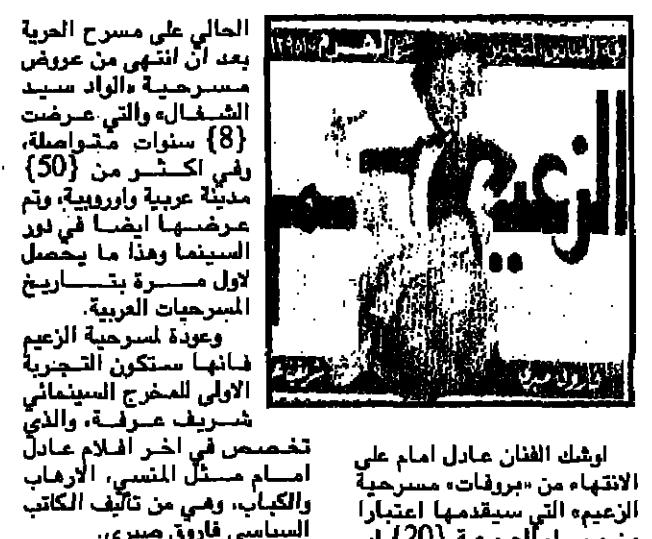 الزعيم
اوشك الفنان عادل امام على
الانتهاء من «بروفات» مسرحية
الزعيم» التي سيقدمها اعتبارا
{20}
الحالي على مسرح الحرية
بعد ان انتهى من عروض
مسرحية «الواد سيد
الشغال» والتي عرضت
{8} سنوات متواصلة،
وفي اكثر من {50}
مدينة عربية واوروبية، وتم
عرضها ايضا في دور
السينما وهذا ما يحصل
لاول مرة بتاريخ
المسرحيات العربية.
وعودة لمسرحية الزعيم
فانها ستكون التجربة
الاولى للمخرج السينمائي
شريف عرفة، والذي
تخصص في اخر افلام عادل
امام مثل المنسي، الارهاب
والكباب، وهي من تأليف الكاتب
السياسي فاروق صبري.